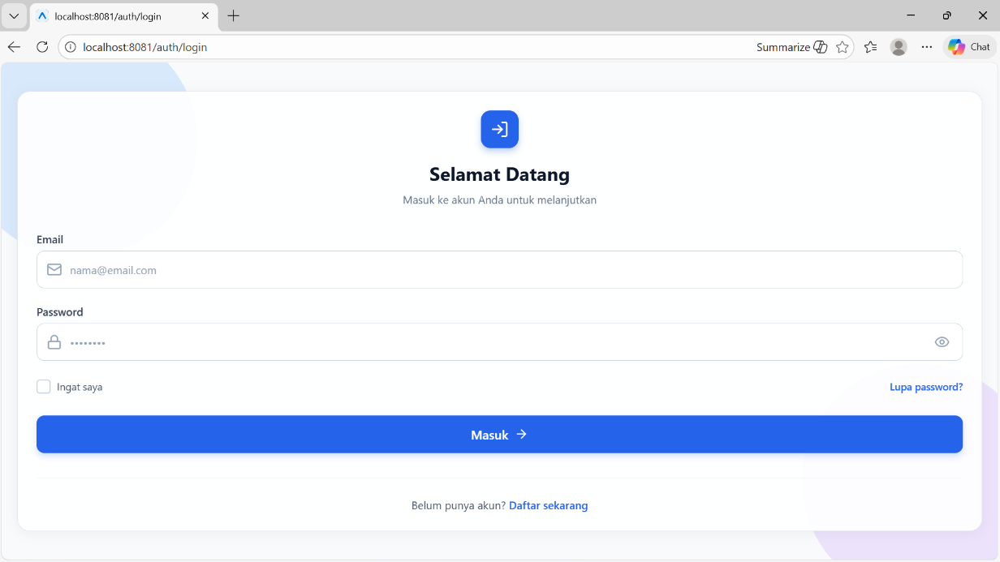 localhost:8081/auth/login
localhost:8081/auth/login
Summarize
Chat
Selamat Datang
Masuk ke akun Anda untuk melanjutkan
Email
nama@email.com
Password
••••••••
Ingat saya
Lupa password?
Masuk →
Belum punya akun? Daftar sekarang